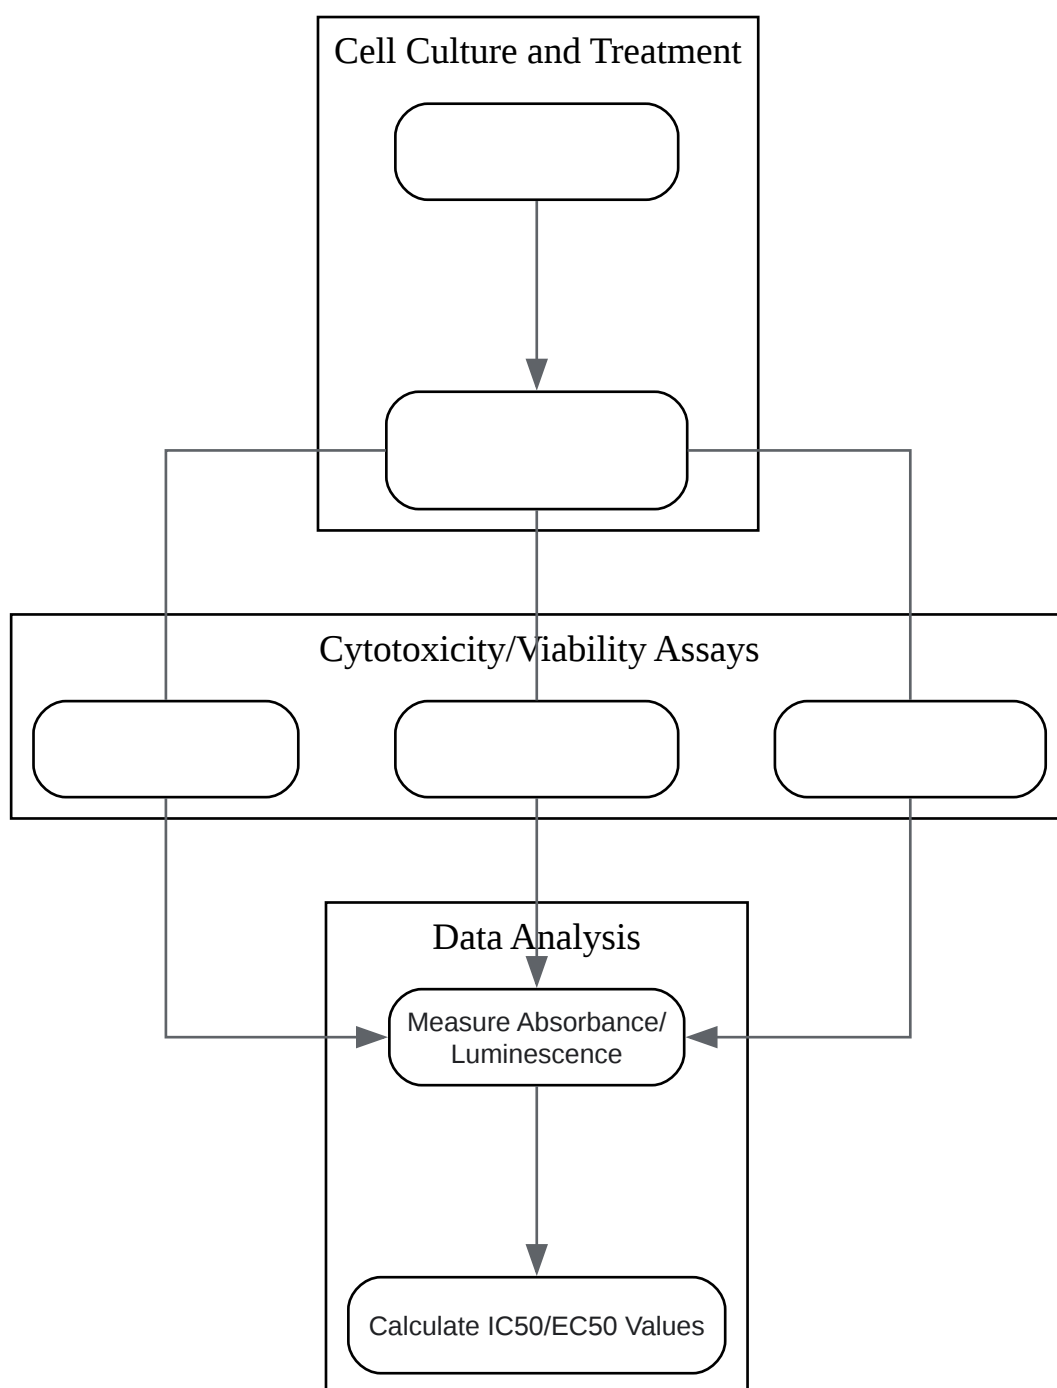 Cell Culture and Treatment
Cytotoxicity/Viability Assays
Data Analysis
Measure Absorbance/
Luminescence
Calculate IC50/EC50 Values